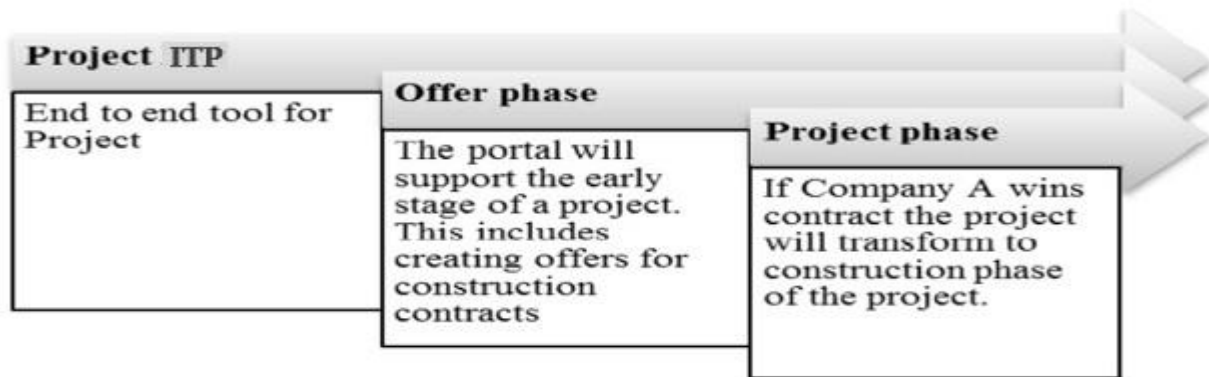 Project ITP
End to end tool for
Project
Offer phase
The portal will
support the early
stage of a project.
This includes
creating offers for
construction
contracts
Project phase
If Company A wins
contract the project
will transform to
construction phase
of the project.